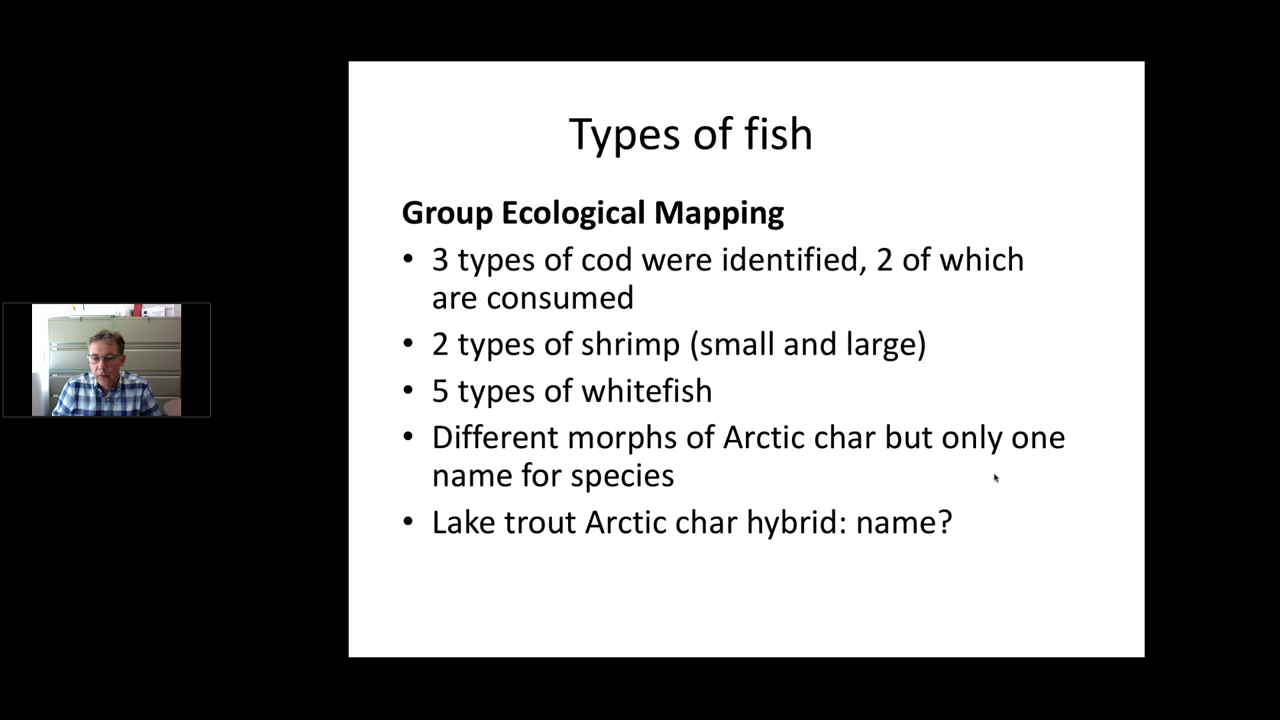 Types of fish
Group Ecological Mapping
• 3 types of cod were identified, 2 of which
are consumed
• 2 types of shrimp (small and large)
• 5 types of whitefish
• Different morphs of Arctic char but only one
name for species
• Lake trout Arctic char hybrid: name?